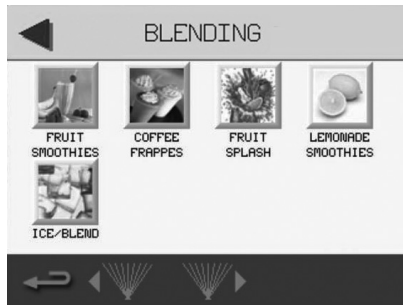 BLENDING
FRUIT
SMOOTHIES
COFFEE
FRAPPES
FRUIT
SPLASH
LEMONADE
SMOOTHIES
ICE/BLEND